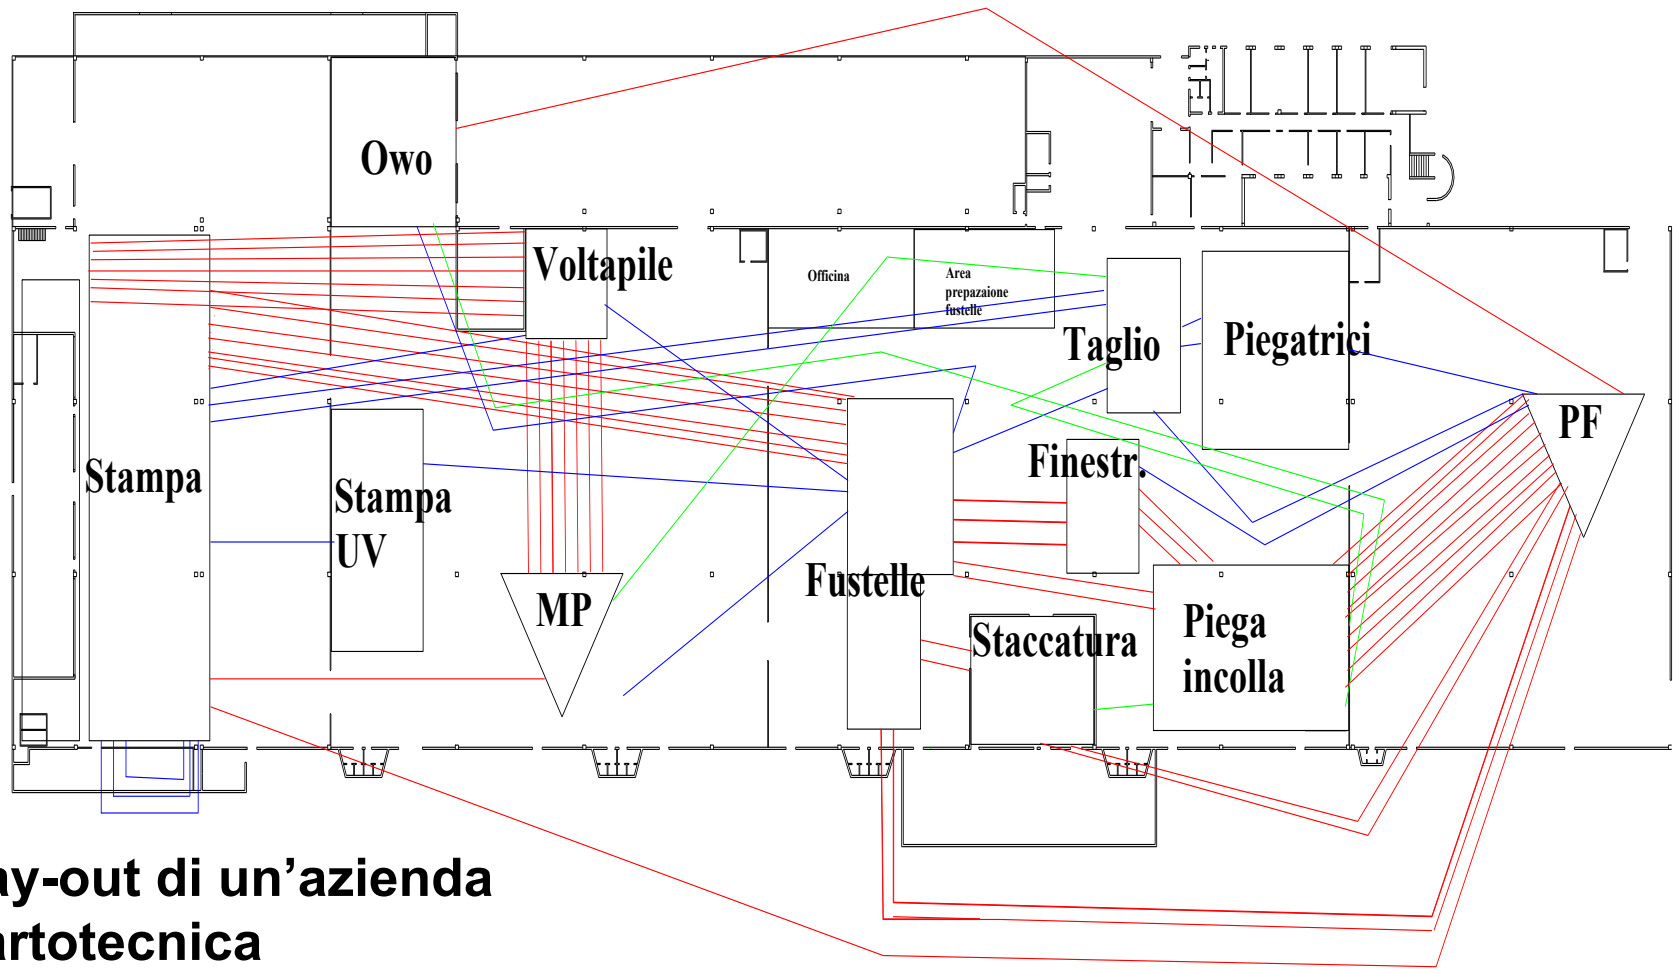 Owo
Voltapile
Officina
Area
prepazaione
fustelle
Taglio
Piegatrici
PF
Stampa
Stampa
UV
Finestr.
MP
Fustelle
Staccatura
Piega
incolla
ay-out di un’azienda
artotecnica